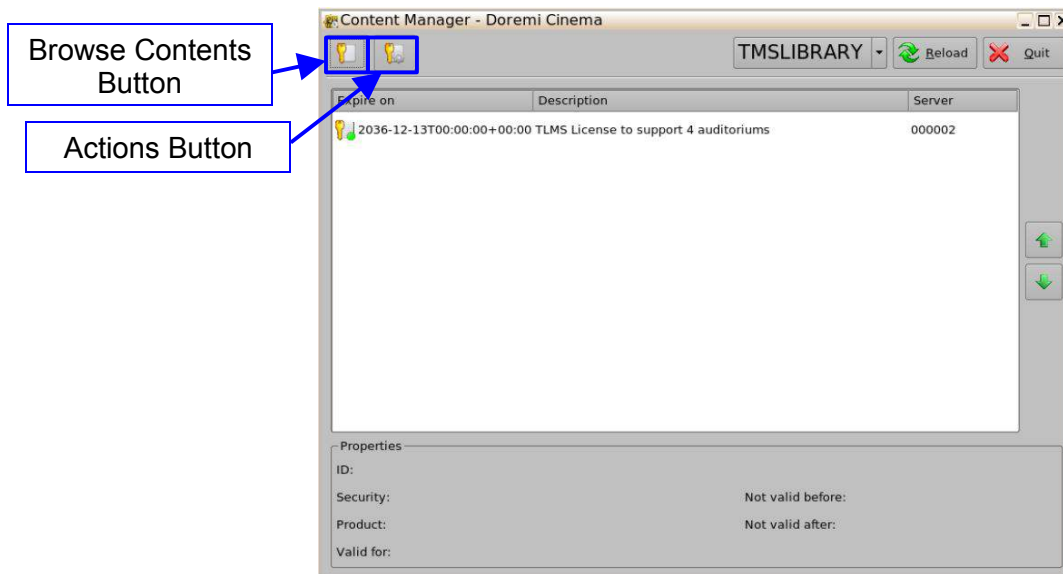 Content Manager - Doremi Cinema
Browse Contents
Button
TMSLIBRARY
Reload
Quit
Actions Button
Expire on
Description
Server
2036-12-13T00:00:00+00:00 TLMS License to support 4 auditoriums
000002
Properties
ID:
Security:
Not valid before:
Product:
Not valid after:
Valid for: